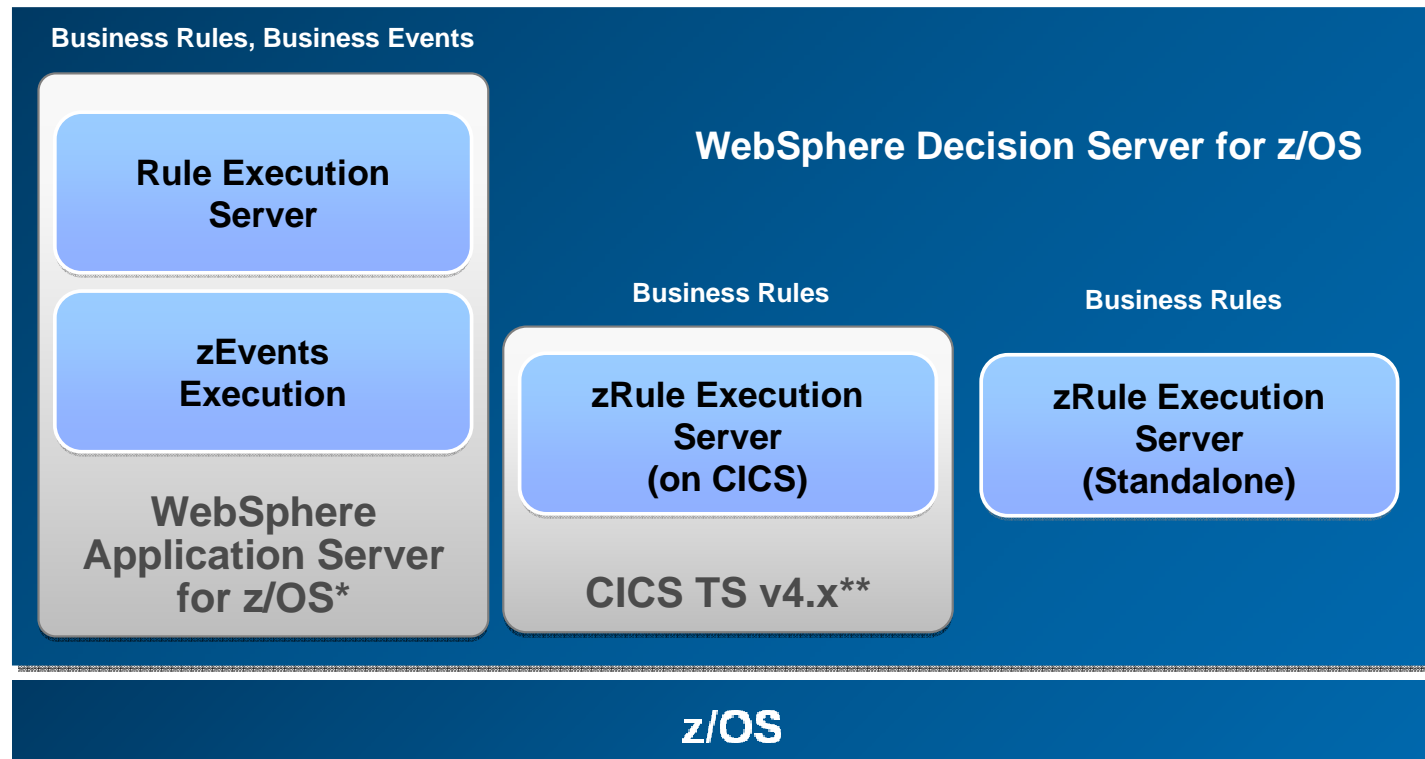 Business Rules, Business Events
WebSphere Decision Server for z/OS
Rule Execution
Server
zEvents
Execution
WebSphere
Application Server
for z/OS*
Business Rules
zRule Execution
Server
(on CICS)
CICS TS v4.x**
Business Rules
zRule Execution
Server
(Standalone)
z/OS